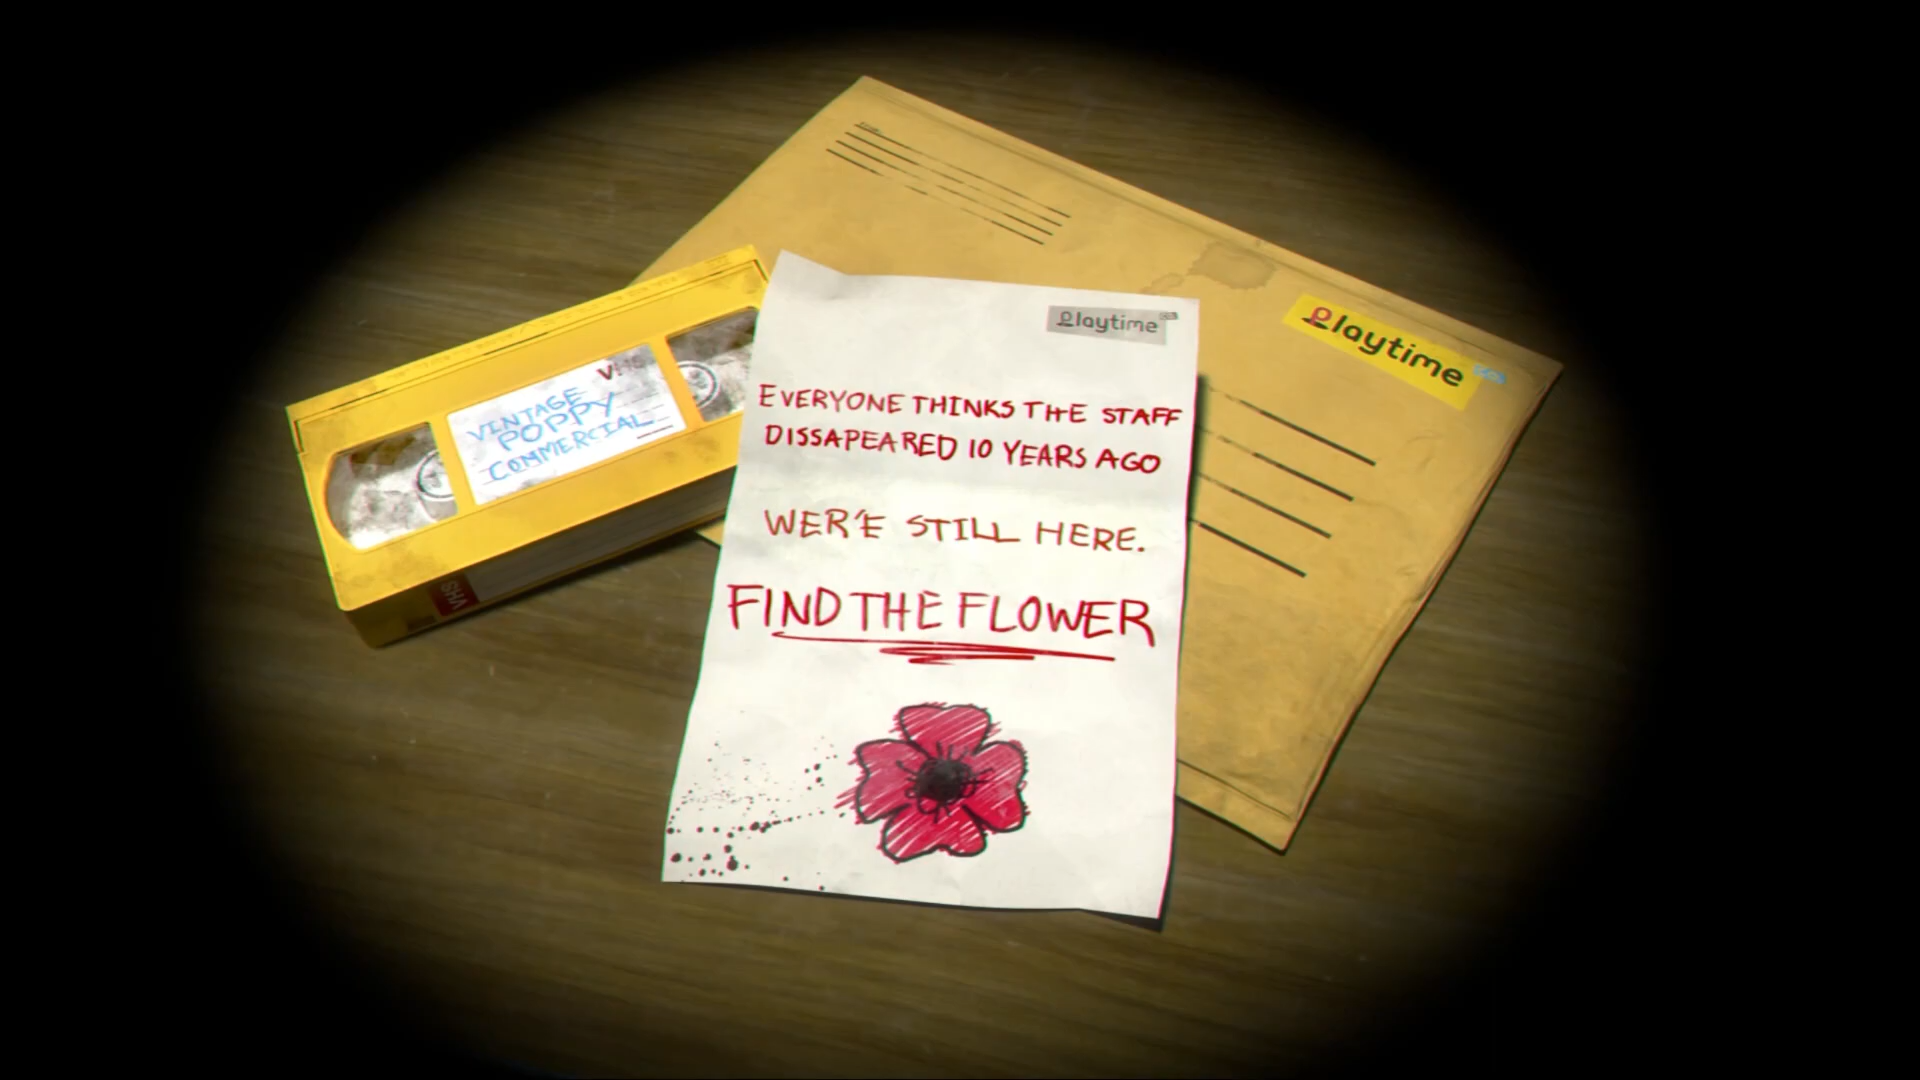 VINTAGE
POPPY
COMMERCIAL
VHS
Playtime
EVERYONE THINKS THE STAFF
DISSAPEARED 10 YEARS AGO
WER'E STILL HERE.
FIND THE FLOWER
Playtime